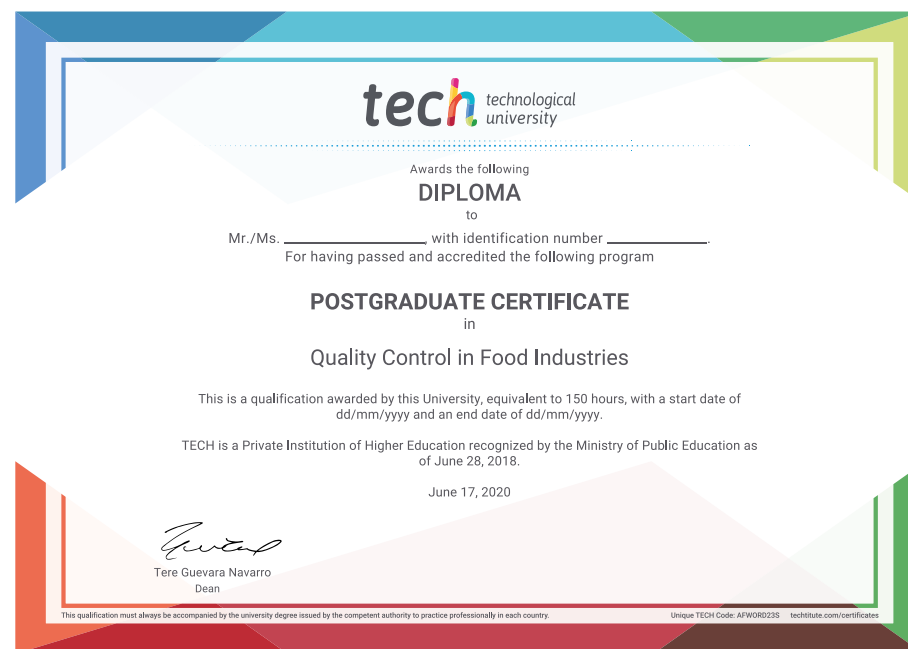 tech technological
university
Awards the following
DIPLOMA
to
Mr./Ms. ____________, with identification number ____________.
For having passed and accredited the following program
POSTGRADUATE CERTIFICATE
in
Quality Control in Food Industries
This is a qualification awarded by this University, equivalent to 150 hours, with a start date of
dd/mm/yyyy and an end date of dd/mm/yyyy.
TECH is a Private Institution of Higher Education recognized by the Ministry of Public Education as
of June 28, 2018.
June 17, 2020
Tere Guevara Navarro
Dean
This qualification must always be accompanied by the university degree issued by the competent authority to practice professionally in each country. Unique TECH Code: AFWORD23S techtitute.com/certificates